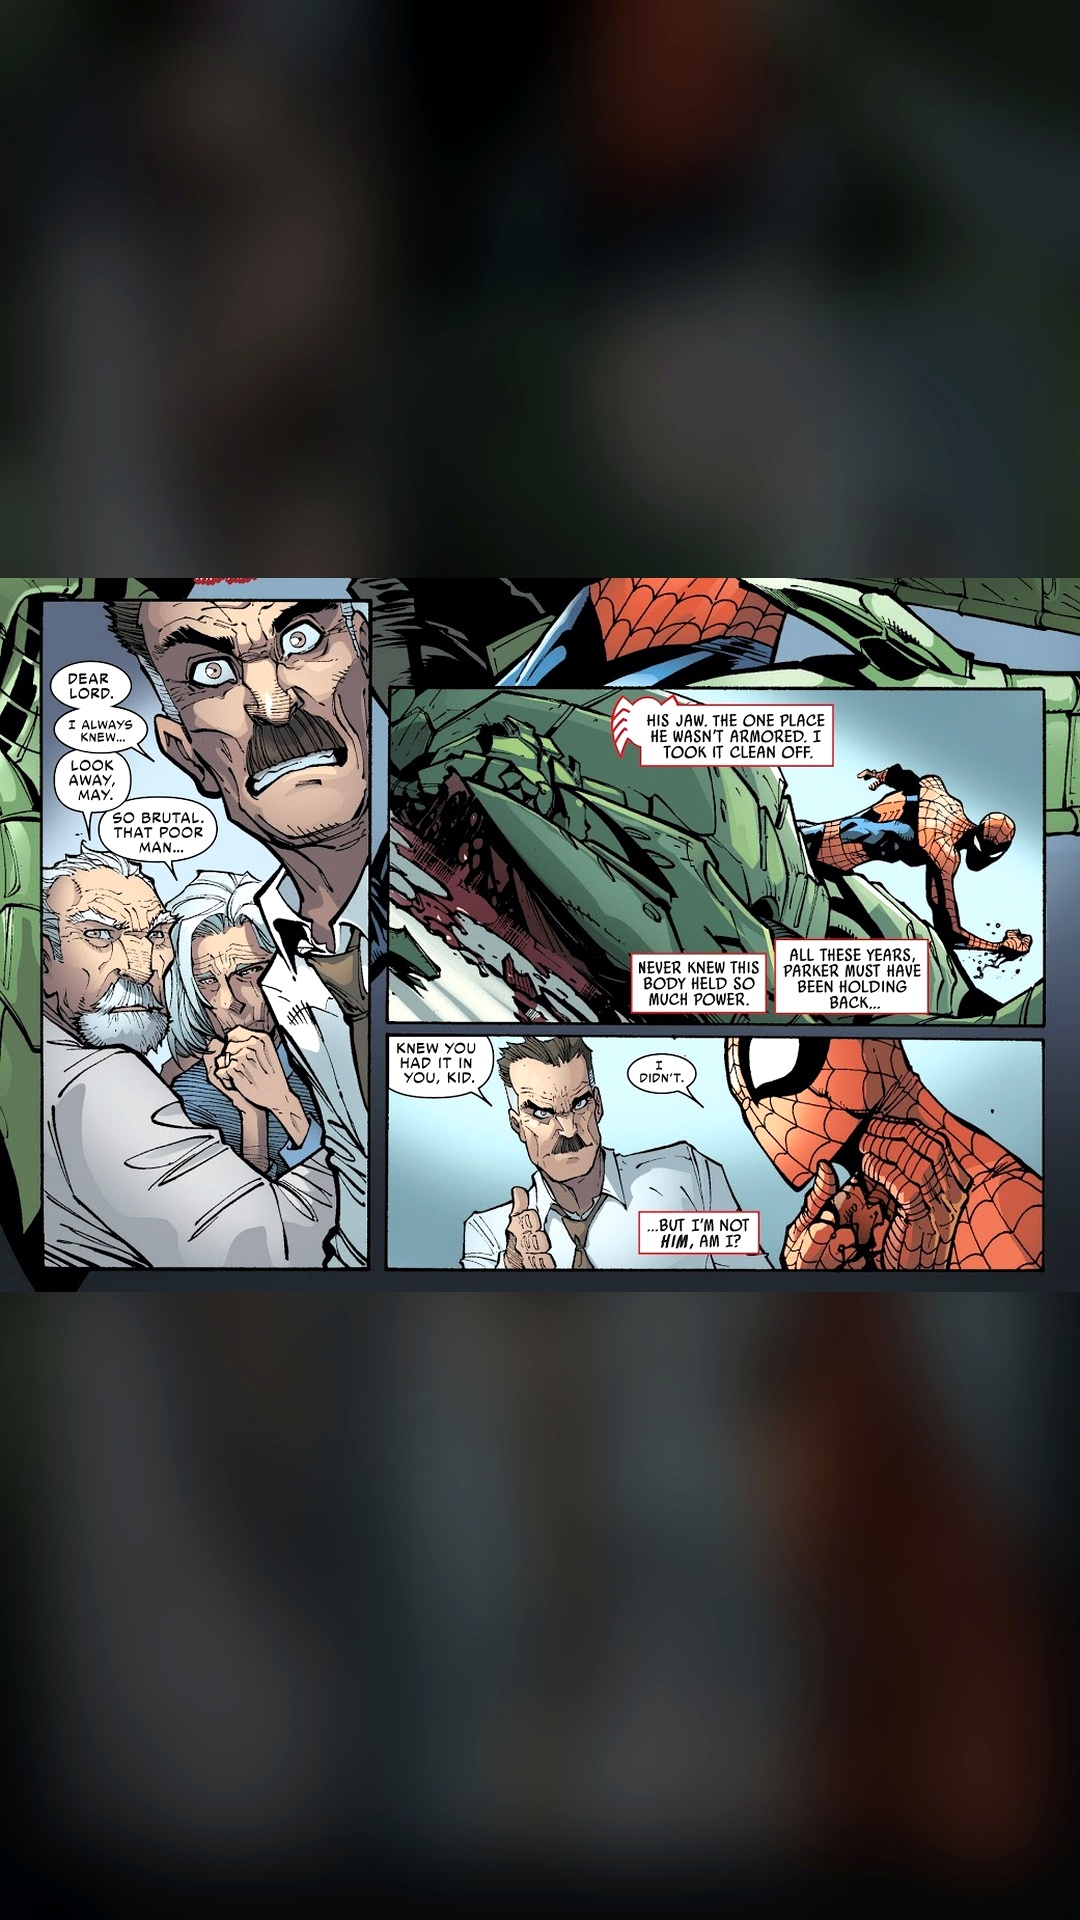 DEAR
LORD.
I ALWAYS
KNEW...
LOOK
AWAY,
MAY.
SO BRUTAL.
THAT POOR
MAN...
HIS JAW. THE ONE PLACE
HE WASN'T ARMORED. I
TOOK IT CLEAN OFF.
NEVER KNEW THIS
BODY HELD SO
MUCH POWER.
ALL THESE YEARS,
PARKER MUST HAVE
BEEN HOLDING
BACK...
KNEW YOU
HAD IT IN
YOU, KID.
I
DIDN'T.
...BUT I'M NOT
HIM, AM I?